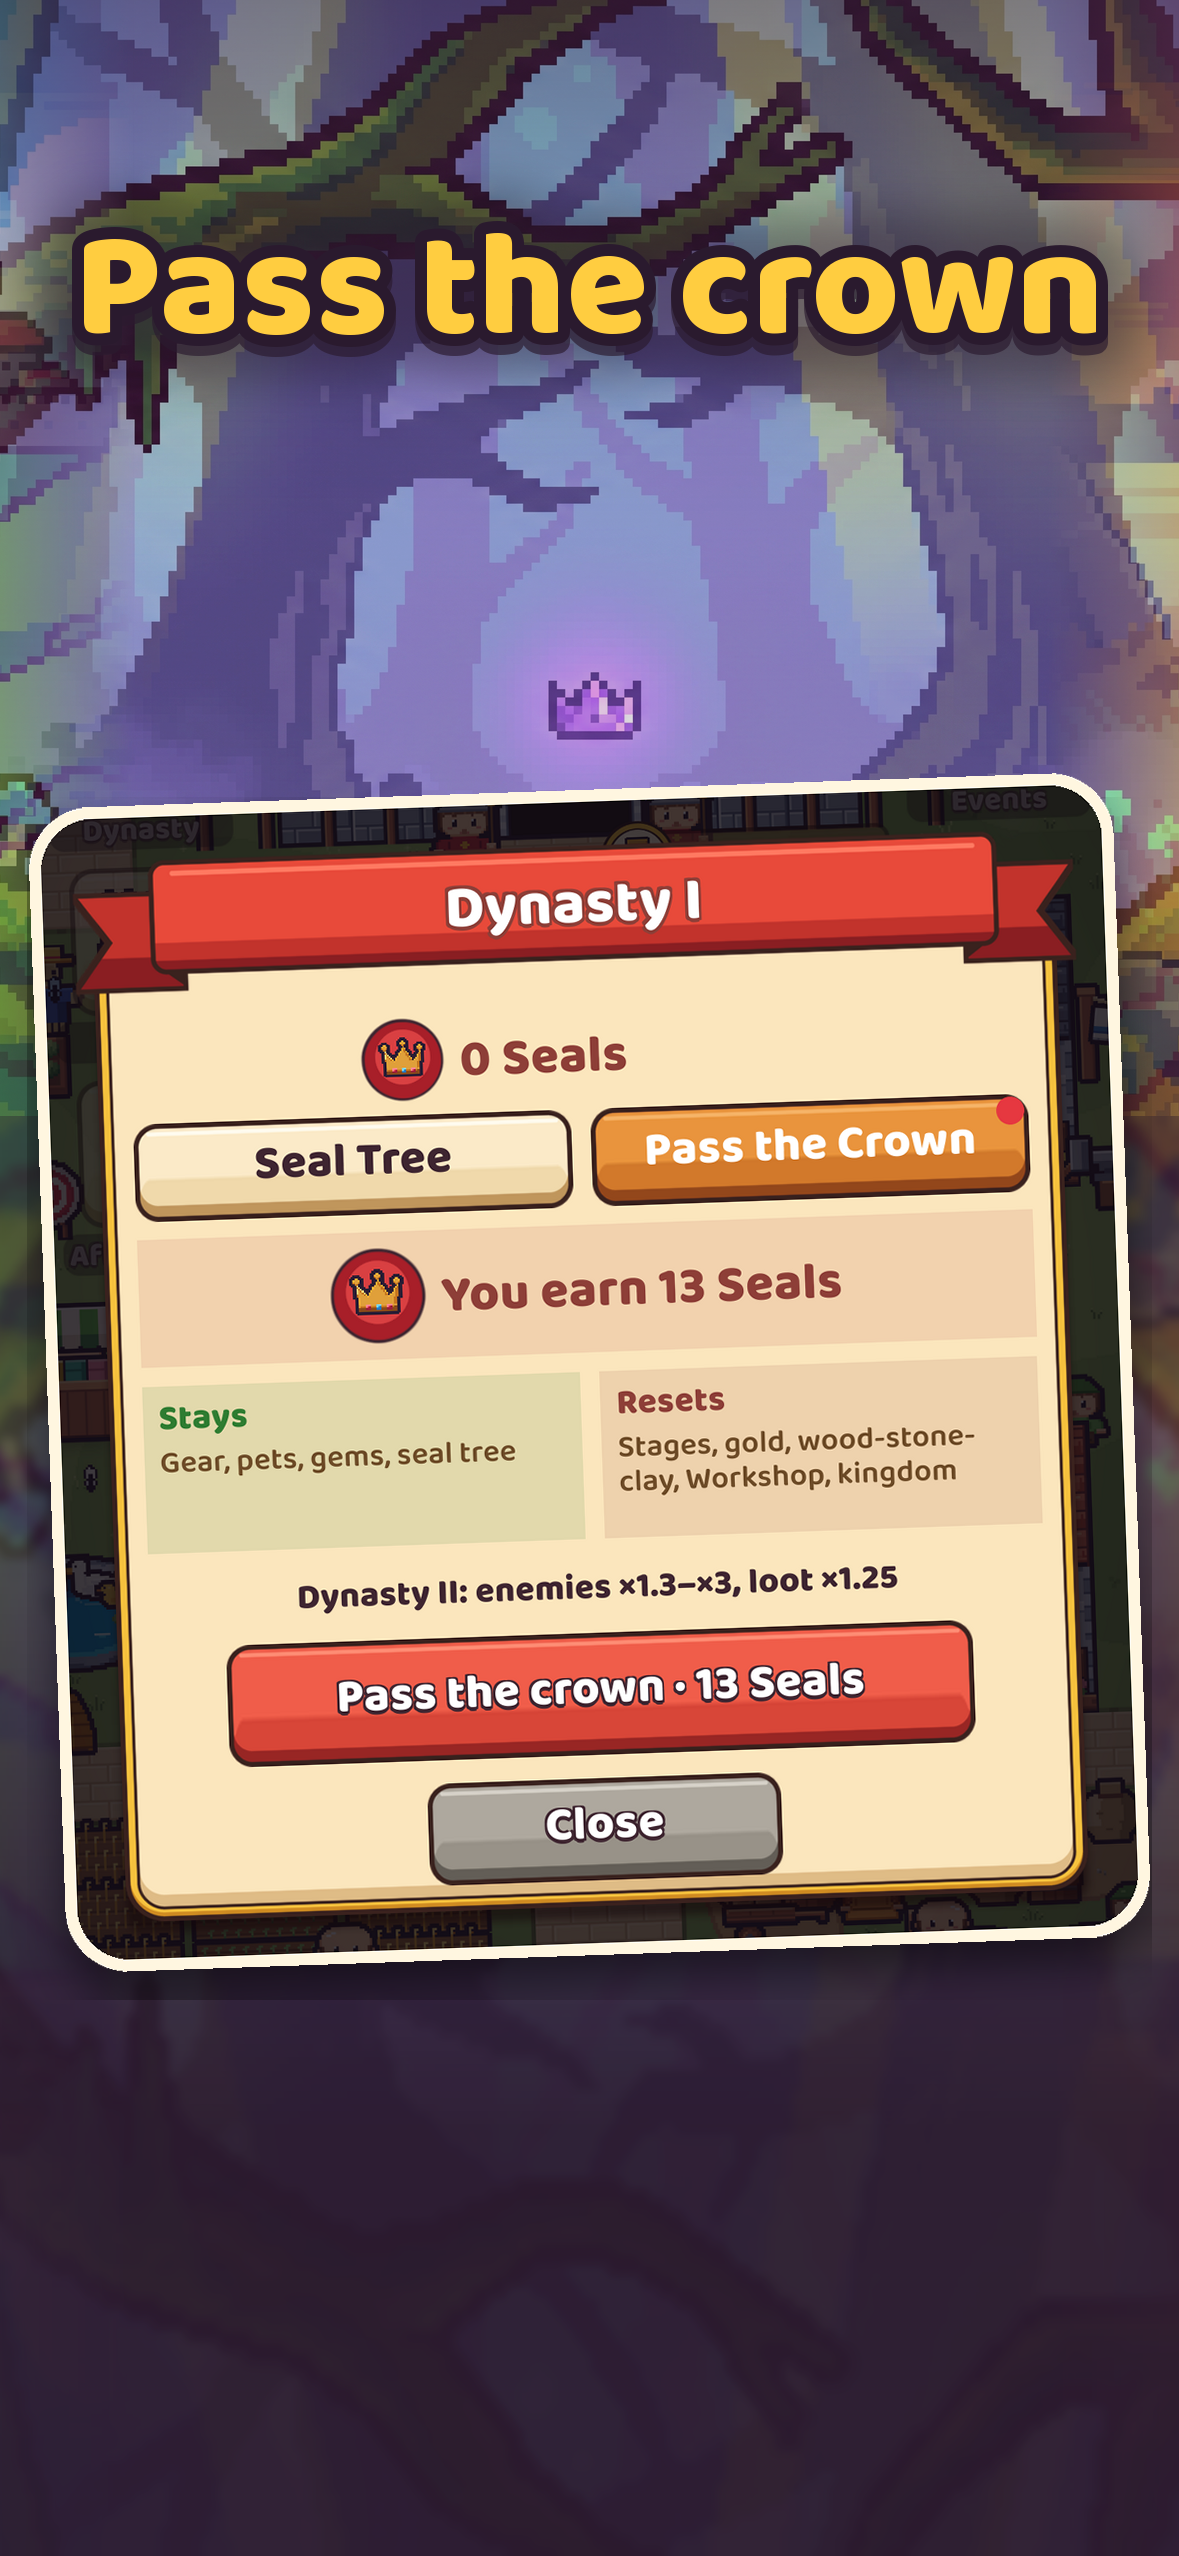 Pass the crown
Dynasty
Events
Dynasty I
0 Seals
Seal Tree
Pass the Crown
You earn 13 Seals
Stays
Gear, pets, gems, seal tree
Resets
Stages, gold, wood-stone-
clay, Workshop, kingdom
Dynasty II: enemies ×1.3–×3, loot ×1.25
Pass the crown • 13 Seals
Close